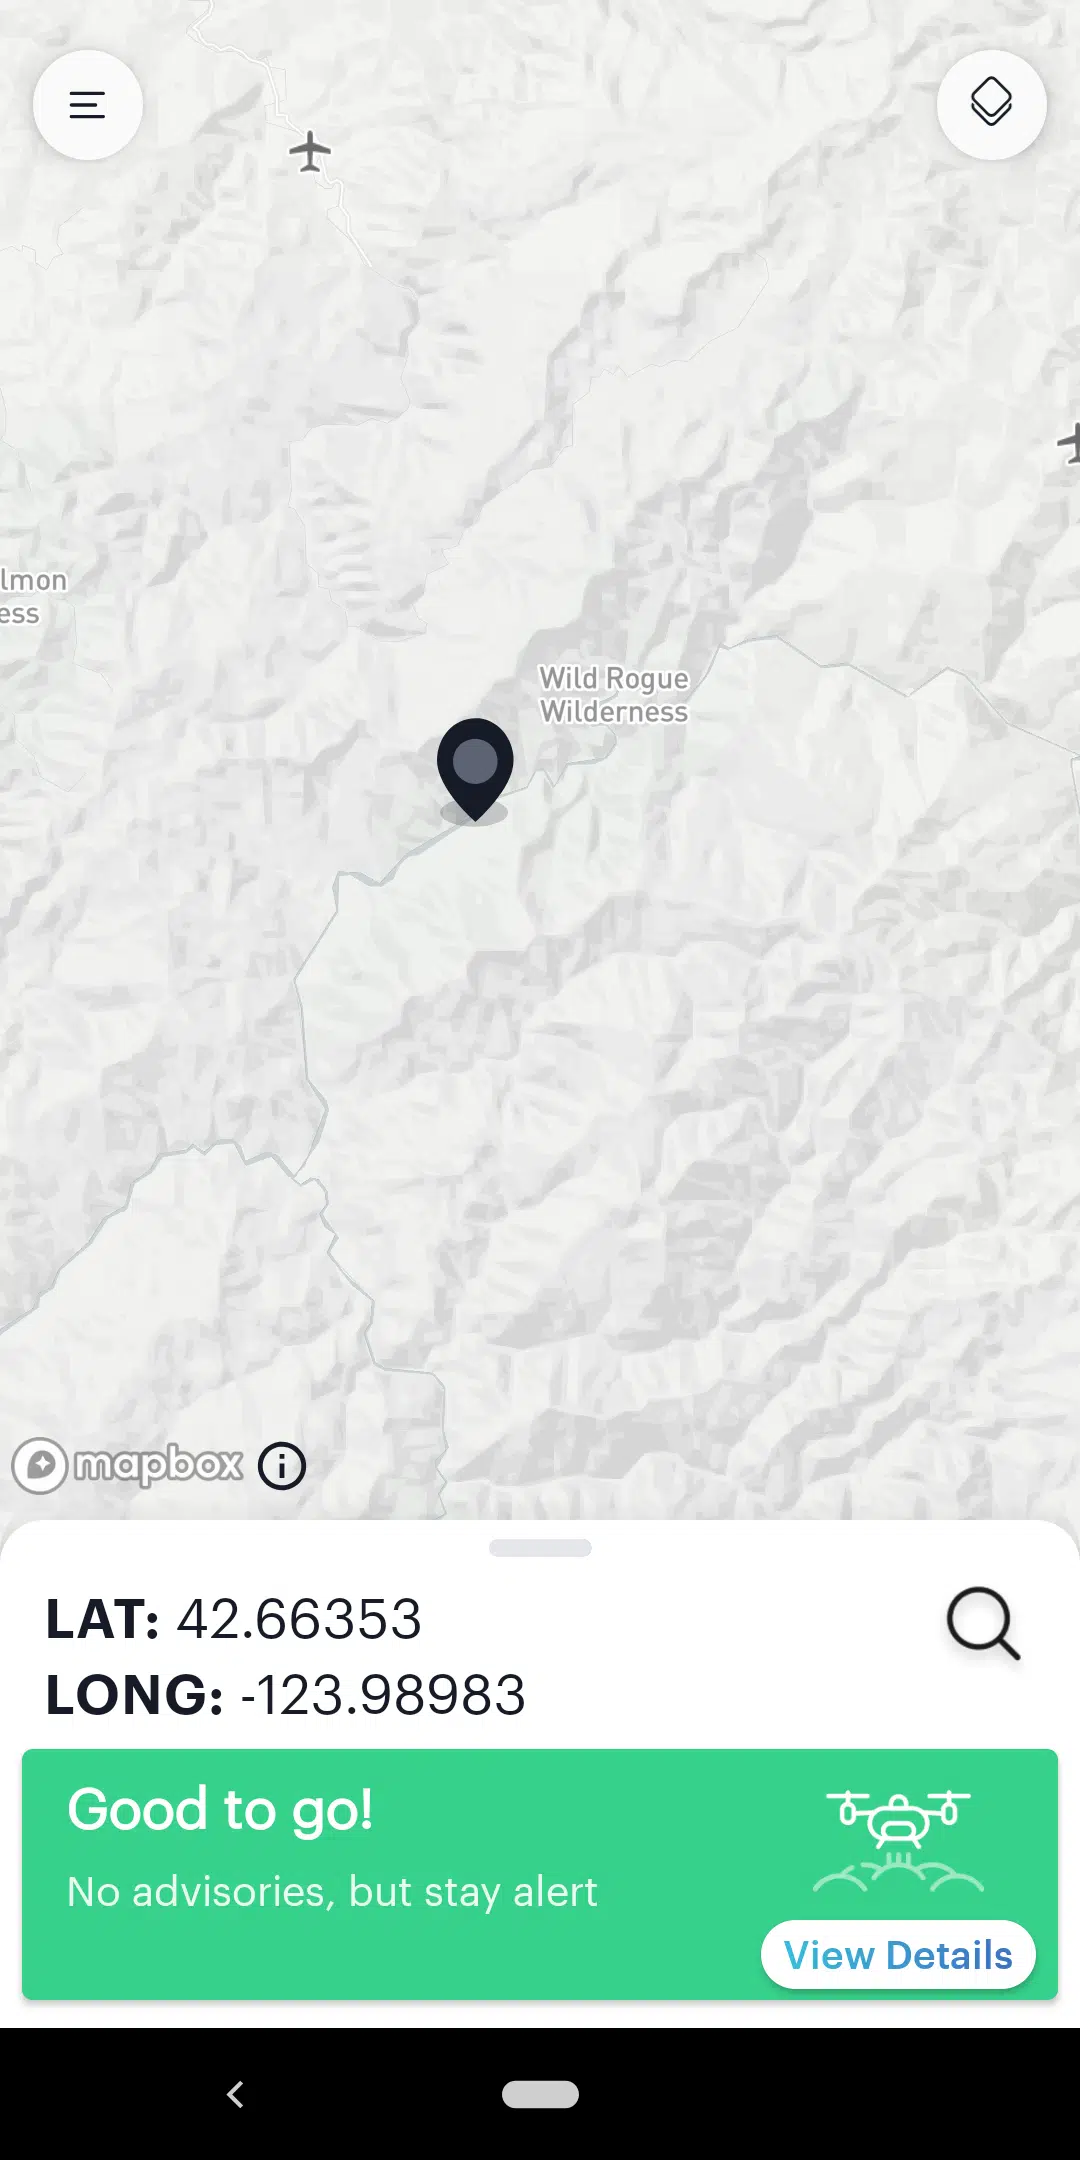 lmon
ess
Wild Rogue
Wilderness
mapbox
LAT: 42.66353
LONG: -123.98983
Good to go!
No advisories, but stay alert
View Details